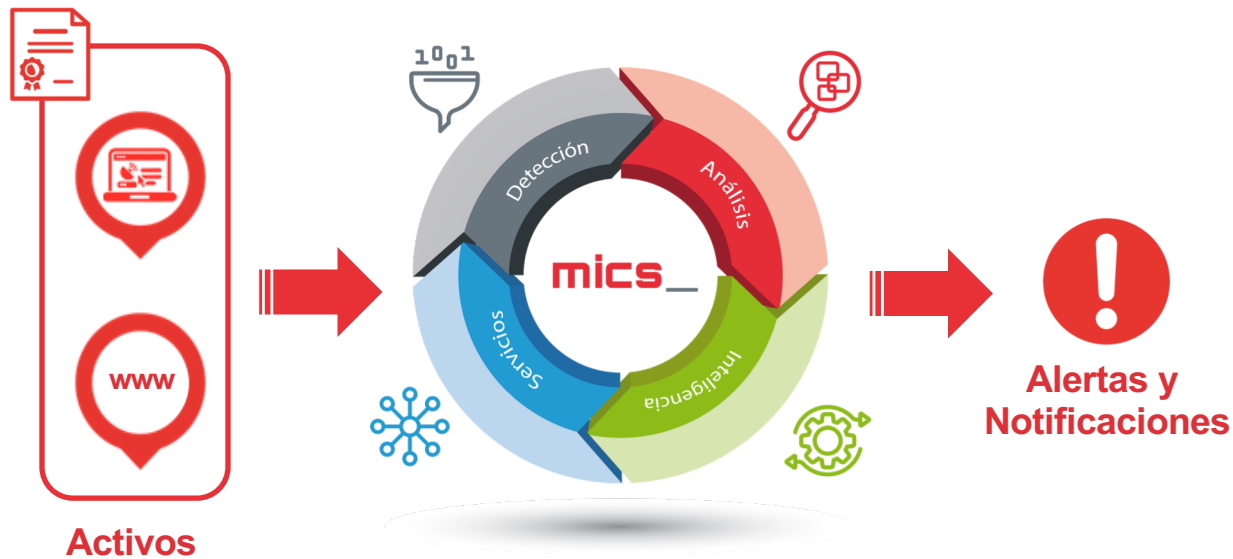 1001
Detección
Análisis
mics_
Servicios
Inteligencia
www
Activos
Alertas y
Notificaciones